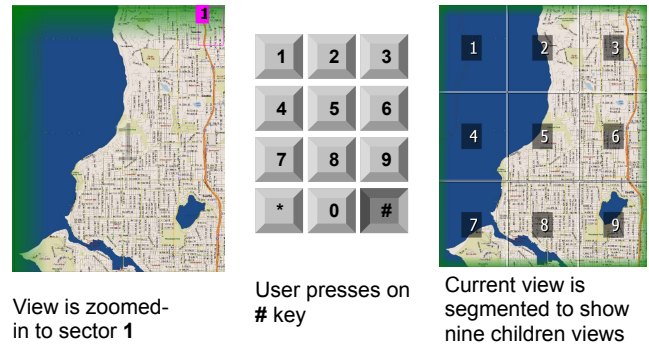 1
View is zoomed-
in to sector 1
1 2 3
4 5 6
7 8 9
* 0 #
User presses on
# key
1 2 3
4 5 6
7 8 9
Current view is
segmented to show
nine children views